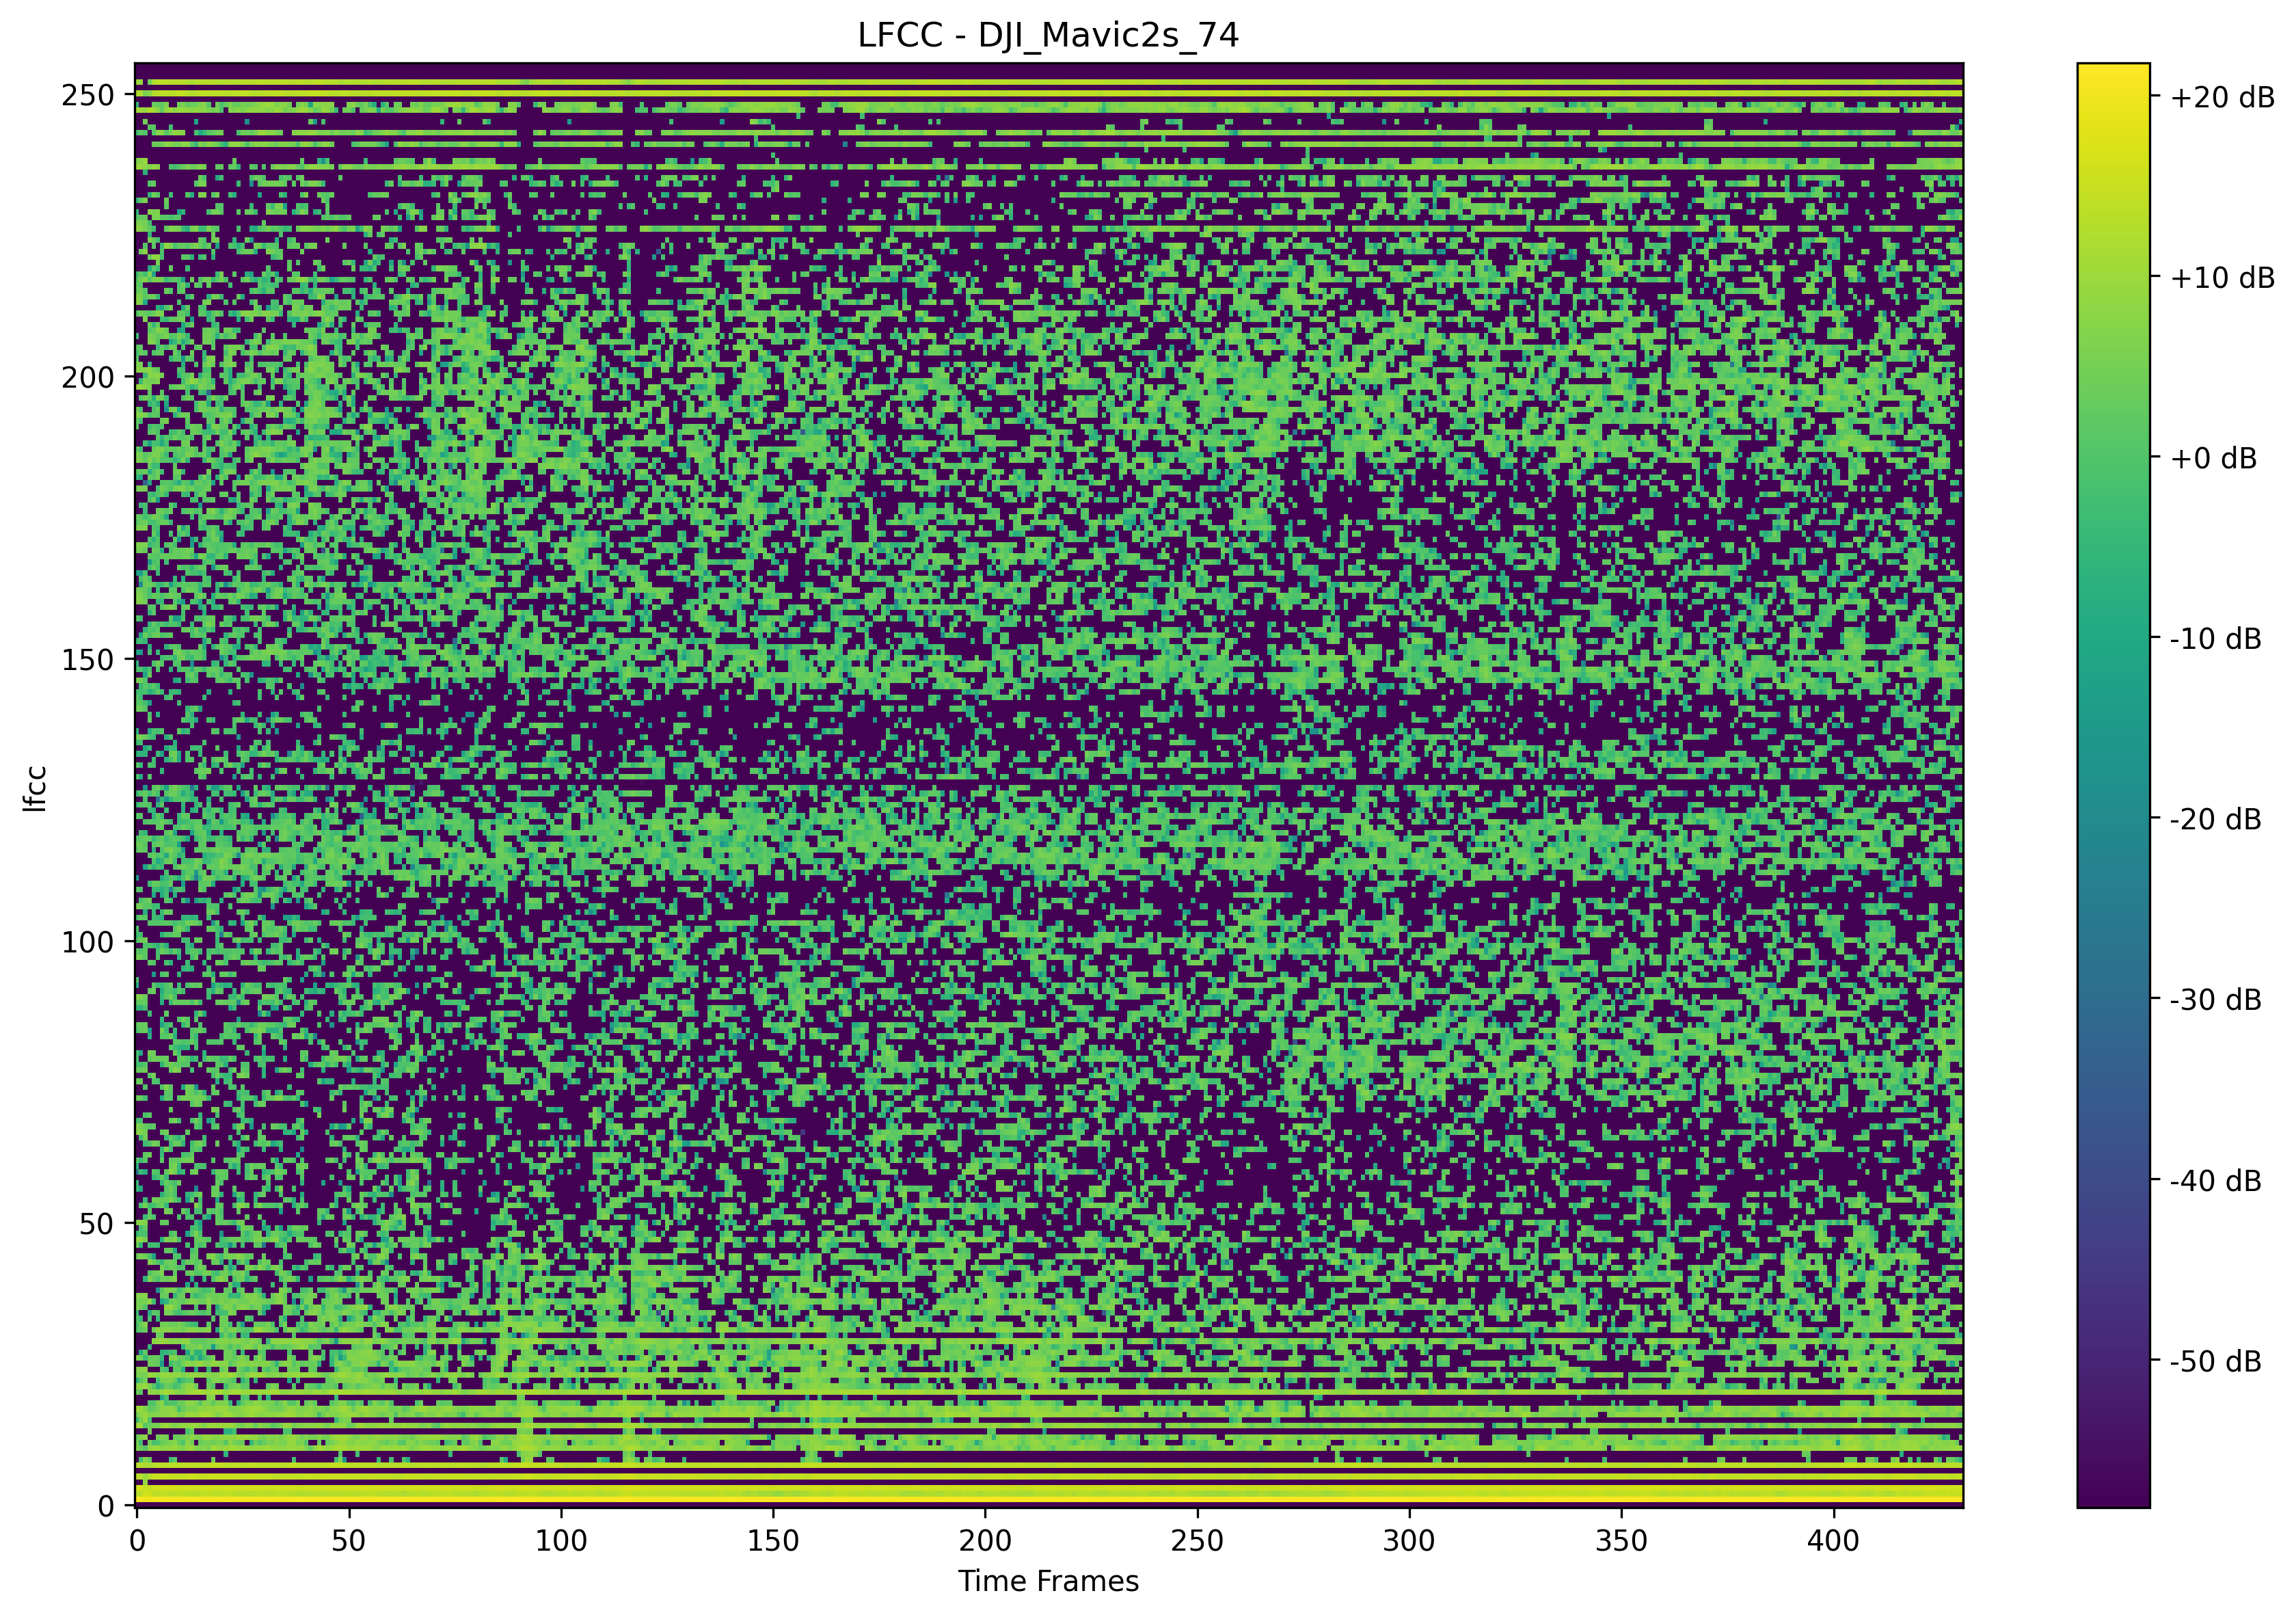 LFCC - DJI_Mavic2s_74
250
200
150
100
50
0
lfcc
0 50 100 150 200 250 300 350 400
Time Frames
+20 dB
+10 dB
+0 dB
-10 dB
-20 dB
-30 dB
-40 dB
-50 dB